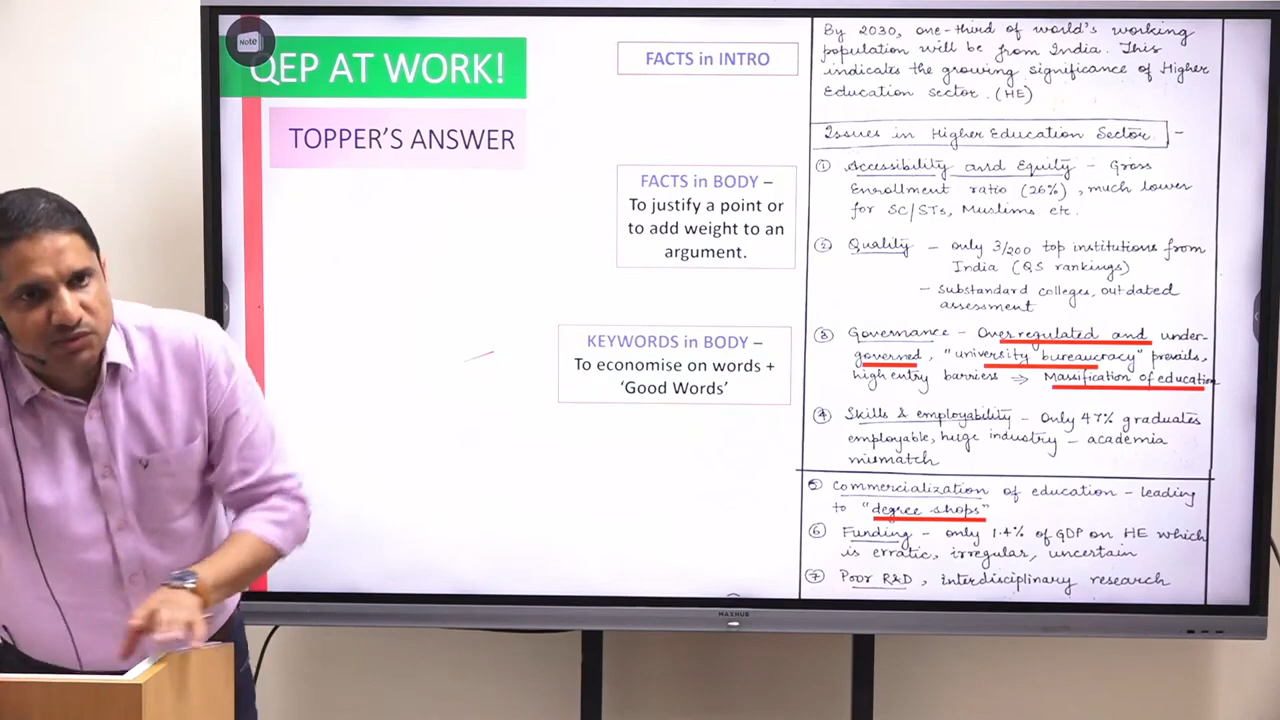 Note
QEP AT WORK!
TOPPER'S ANSWER
FACTS in INTRO
FACTS in BODY –
To justify a point or
to add weight to an
argument.
KEYWORDS in BODY –
To economise on words +
'Good Words'
By 2030, one-third of world's working
population will be from India. This
indicates the growing significance of Higher
Education sector. (HE)
Issues in Higher Education Sector. -
① Accessibility and Equity - Gross
Enrollment ratio (26%), much lower
for SC/STs, Muslims etc.
② Quality - only 3/200 top institutions from
India (QS rankings)
- substandard colleges, outdated
assessment
③ Governance - Over regulated and under-
governed, "university bureaucracy" prevails,
high entry barriers ⇒ Massification of education
④ Skills & employability - Only 47% graduates
employable, huge industry - academia
mismatch
⑤ Commercialization of education - leading
to "degree shops"
⑥ Funding - only 1.4% of GDP on HE which
is erratic, irregular, uncertain
⑦ Poor R&D, interdisciplinary research
MAXHUB